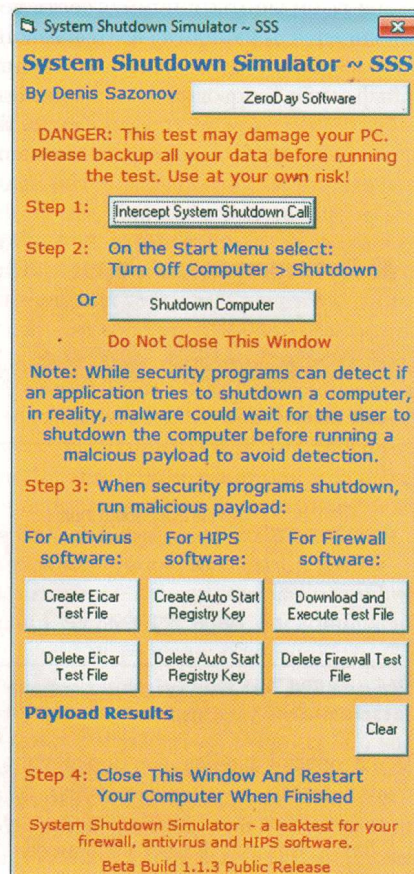 System Shutdown Simulator ~ SSS
System Shutdown Simulator ~ SSS
By Denis Sazonov
ZeroDay Software
DANGER: This test may damage your PC.
Please backup all your data before running
the test. Use at your own risk!
Step 1:
Intercept System Shutdown Call
Step 2: On the Start Menu select:
Turn Off Computer > Shutdown
Or
Shutdown Computer
Do Not Close This Window
Note: While security programs can detect if
an application tries to shutdown a computer,
in reality, malware could wait for the user to
shutdown the computer before running a
malcious payload to avoid detection.
Step 3: When security programs shutdown,
run malicious payload:
For Antivirus
software:
For HIPS
software:
For Firewall
software:
Create Eicar
Test File
Create Auto Start
Registry Key
Download and
Execute Test File
Delete Eicar
Test File
Delete Auto Start
Registry Key
Delete Firewall Test
File
Payload Results
Clear
Step 4: Close This Window And Restart
Your Computer When Finished
System Shutdown Simulator - a leaktest for your
firewall, antivirus and HIPS software.
Beta Build 1.1.3 Public Release